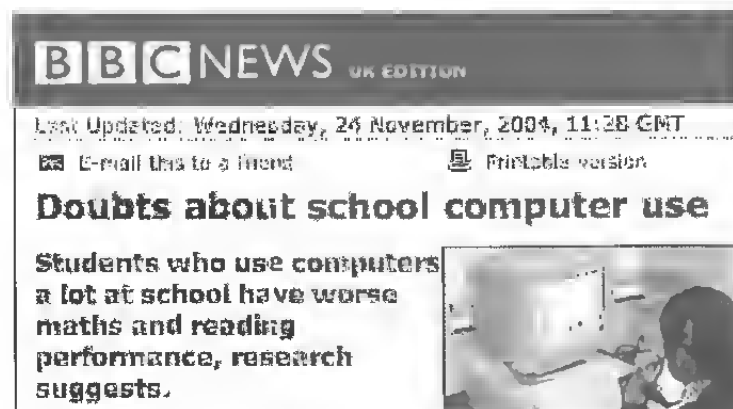 BBC NEWS UK EDITION
Last Updated: Wednesday, 24 November, 2004, 11:28 GMT
E-mail this to a friend Printable version
Doubts about school computer use
Students who use computers
a lot at school have worse
maths and reading
performance, research
suggests.